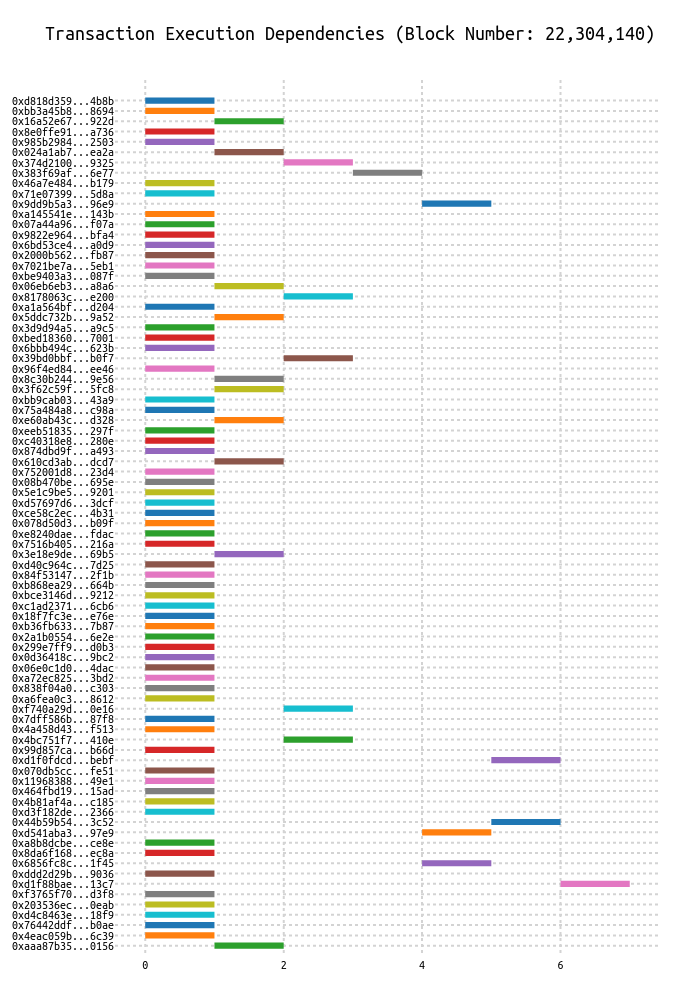 Transaction Execution Dependencies (Block Number: 22,304,140)
0xd818d359...4b8b
0xbb3a45b8...8694
0x16a52e67...922d
0x8e0ffe91...a736
0x985b2984...2503
0x024a1ab7...ea2a
0x374d2100...9325
0x383f69af...6e77
0x46a7e484...b179
0x71e07399...5d8a
0x9dd9b5a3...96e9
0xa145541e...143b
0x07a44a96...f07a
0x9822e964...bfa4
0x6bd53ce4...a0d9
0x2000b562...fb87
0x7021be7a...5eb1
0xbe9403a3...087f
0x06eb6eb3...a8a6
0x8178063c...e200
0xa1a564bf...d204
0x5ddc732b...9a52
0x3d9d94a5...a9c5
0xbed18360...7001
0x6bbb494c...623b
0x39bd0bbf...b0f7
0x96f4ed84...ee46
0x8c30b244...9e56
0x3f62c59f...5fc8
0xbb9cab03...43a9
0x75a484a8...c98a
0xe60ab43c...d328
0xeeb51835...297f
0xc40318e8...280e
0x874dbd9f...a493
0x610cd3ab...dcd7
0x752001d8...23d4
0x08b470be...695e
0x5e1c9be5...9201
0xd57697d6...3dcf
0xce58c2ec...4b31
0x078d50d3...b09f
0xe8240dae...fdac
0x7516b405...216a
0x3e18e9de...69b5
0xd40c964c...7d25
0x84f53147...2f1b
0xb868ea29...664b
0xbce3146d...9212
0xc1ad2371...6cb6
0x18f7fc3e...e76e
0xb36fb633...7b87
0x2a1b0554...6e2e
0x299e7ff9...d0b3
0x0d36418c...9bc2
0x06e0c1d0...4dac
0xa72ec825...3bd2
0x838f04a0...c303
0xa6fea0c3...8612
0xf740a29d...0e16
0x7dff586b...87f8
0x4a458d43...f513
0x4bc751f7...410e
0x99d857ca...b66d
0xd1f0fdcd...bebf
0x070db5cc...fe51
0x11968388...49e1
0x464fbd19...15ad
0x4b81af4a...c185
0xd3f182de...2366
0x44b59b54...3c52
0xd541aba3...97e9
0xa8b8dcbe...ce8e
0x8da6f168...ec8a
0x6856fc8c...1f45
0xddd2d29b...9036
0xd1f88bae...13c7
0xf3765f70...d3f8
0x203536ec...0eab
0xd4c8463e...18f9
0x76442ddf...b0ae
0x4eac059b...6c39
0xaaa87b35...0156
0 2 4 6